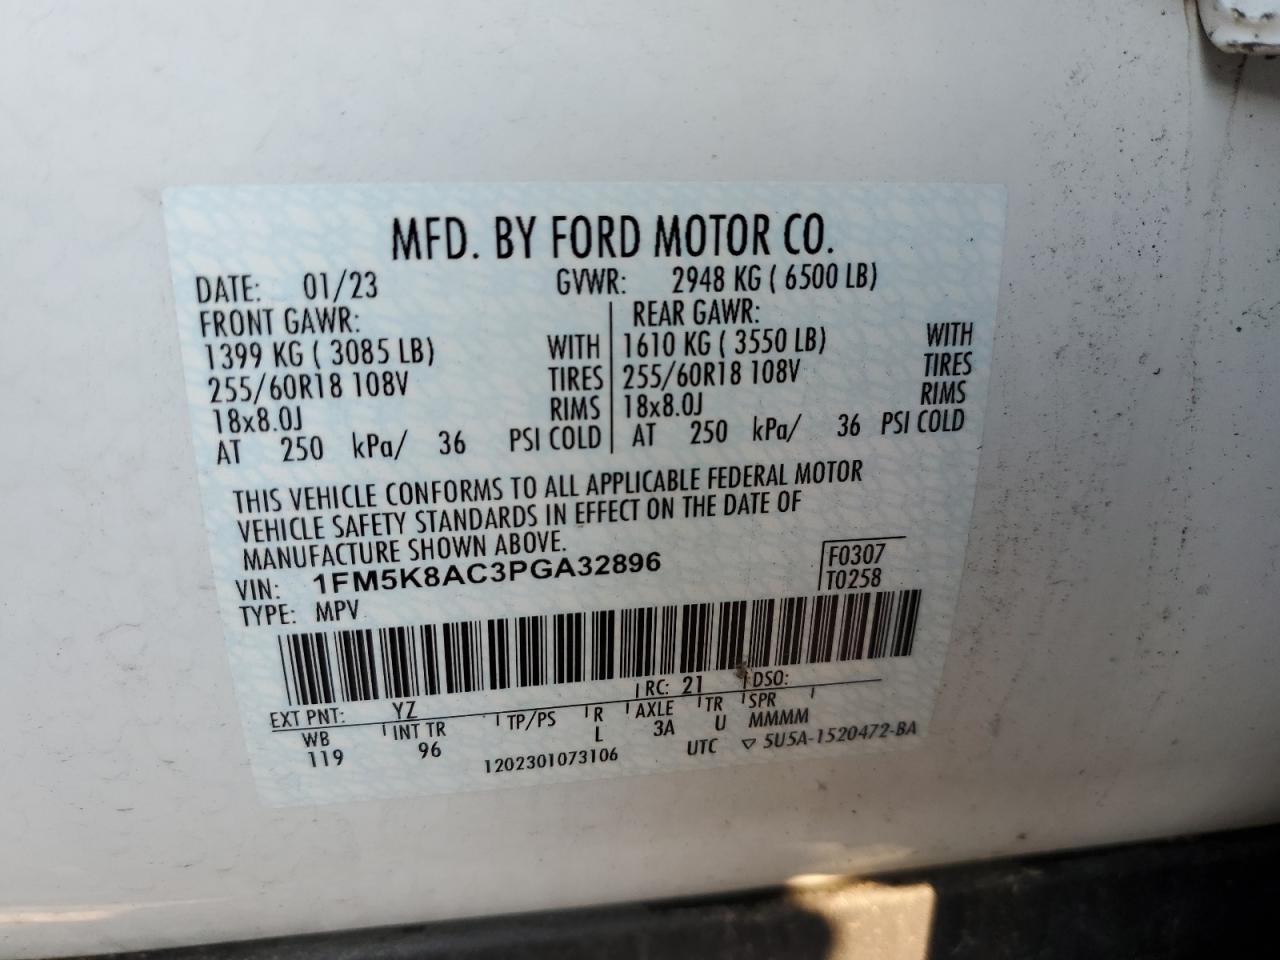 MFD. BY FORD MOTOR CO.
DATE: 01/23 GVWR: 2948 KG ( 6500 LB)
FRONT GAWR: REAR GAWR:
1399 KG ( 3085 LB) WITH 1610 KG ( 3550 LB) WITH
255/60R18 108V TIRES 255/60R18 108V TIRES
18x8.0J RIMS 18x8.0J RIMS
AT 250 kPa/ 36 PSI COLD AT 250 kPa/ 36 PSI COLD
THIS VEHICLE CONFORMS TO ALL APPLICABLE FEDERAL MOTOR
VEHICLE SAFETY STANDARDS IN EFFECT ON THE DATE OF
MANUFACTURE SHOWN ABOVE.
VIN: 1FM5K8AC3PGA32896 F0307
TYPE: MPV T0258
EXT PNT: YZ RC: 21 DSO:
WB INT TR TP/PS R AXLE TR SPR
119 96 L 3A U MMMM
1202301073106 UTC ▽ 5U5A-1520472-BA